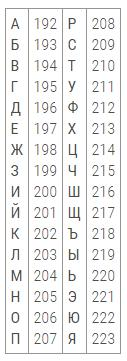 А 192 Р 208
Б 193 С 209
В 194 Т 210
Г 195 У 211
Д 196 Ф 212
Е 197 Х 213
Ж 198 Ц 214
З 199 Ч 215
И 200 Ш 216
Й 201 Щ 217
К 202 Ъ 218
Л 203 Ы 219
М 204 Ь 220
Н 205 Э 221
О 206 Ю 222
П 207 Я 223